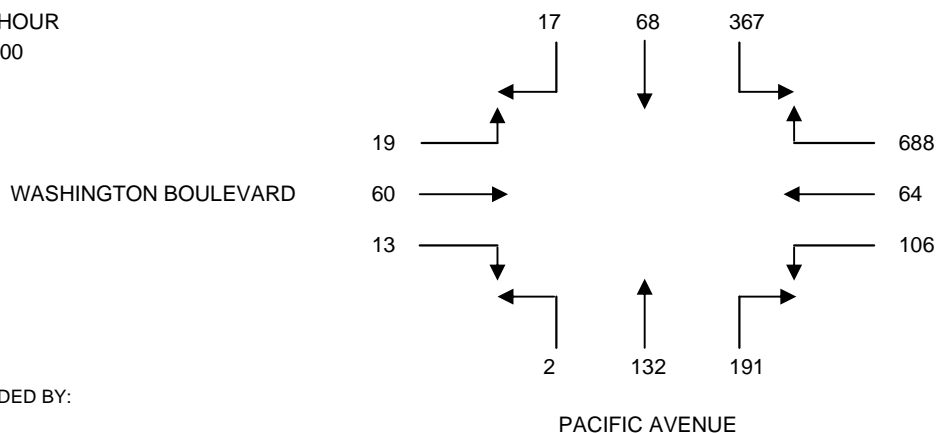 HOUR
00
17 68 367
19 688
WASHINGTON BOULEVARD 60 64
13 106
2 132 191
DED BY:
PACIFIC AVENUE